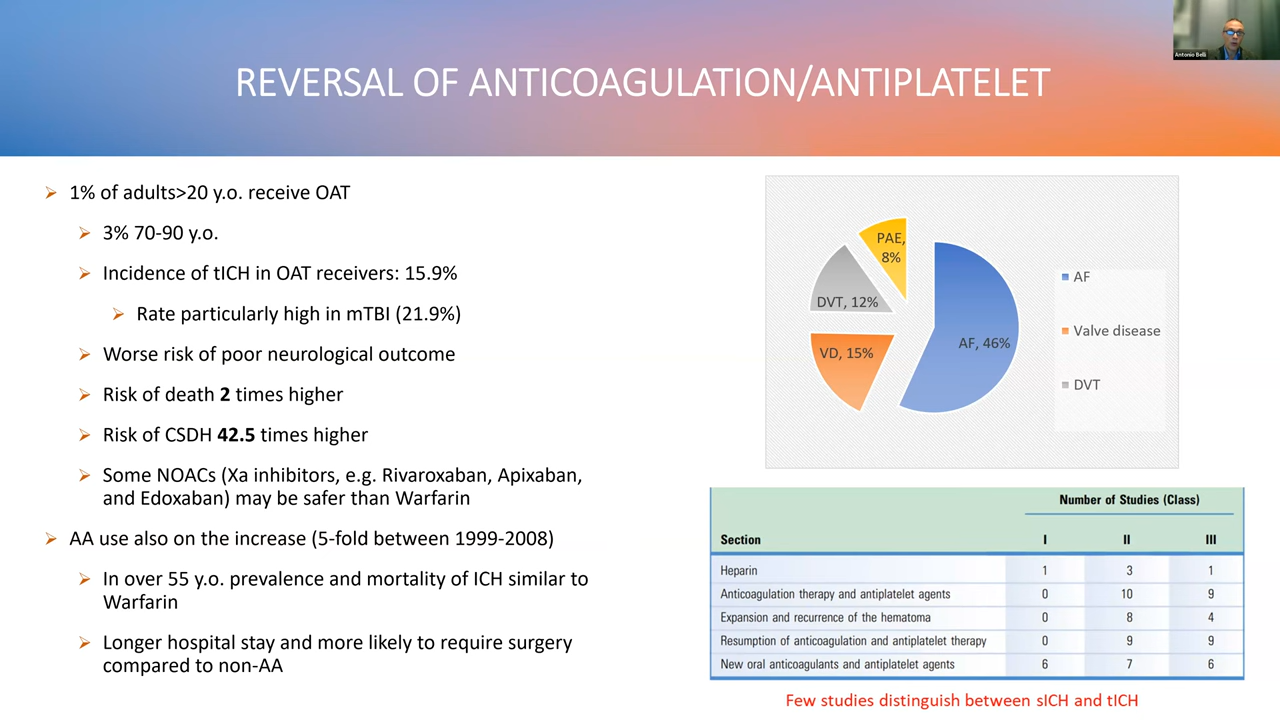 Antonio Belli
REVERSAL OF ANTICOAGULATION/ANTIPLATELET
1% of adults>20 y.o. receive OAT
3% 70-90 y.o.
Incidence of tICH in OAT receivers: 15.9%
Rate particularly high in mTBI (21.9%)
Worse risk of poor neurological outcome
Risk of death 2 times higher
Risk of CSDH 42.5 times higher
Some NOACs (Xa inhibitors, e.g. Rivaroxaban, Apixaban,
and Edoxaban) may be safer than Warfarin
AA use also on the increase (5-fold between 1999-2008)
In over 55 y.o. prevalence and mortality of ICH similar to
Warfarin
Longer hospital stay and more likely to require surgery
compared to non-AA
PAE,
8%
DVT, 12%
VD, 15%
AF, 46%
AF
Valve disease
DVT
Number of Studies (Class)
Section I II III
Heparin 1 3 1
Anticoagulation therapy and antiplatelet agents 0 10 9
Expansion and recurrence of the hematoma 0 8 4
Resumption of anticoagulation and antiplatelet therapy 0 9 9
New oral anticoagulants and antiplatelet agents 6 7 6
Few studies distinguish between sICH and tICH